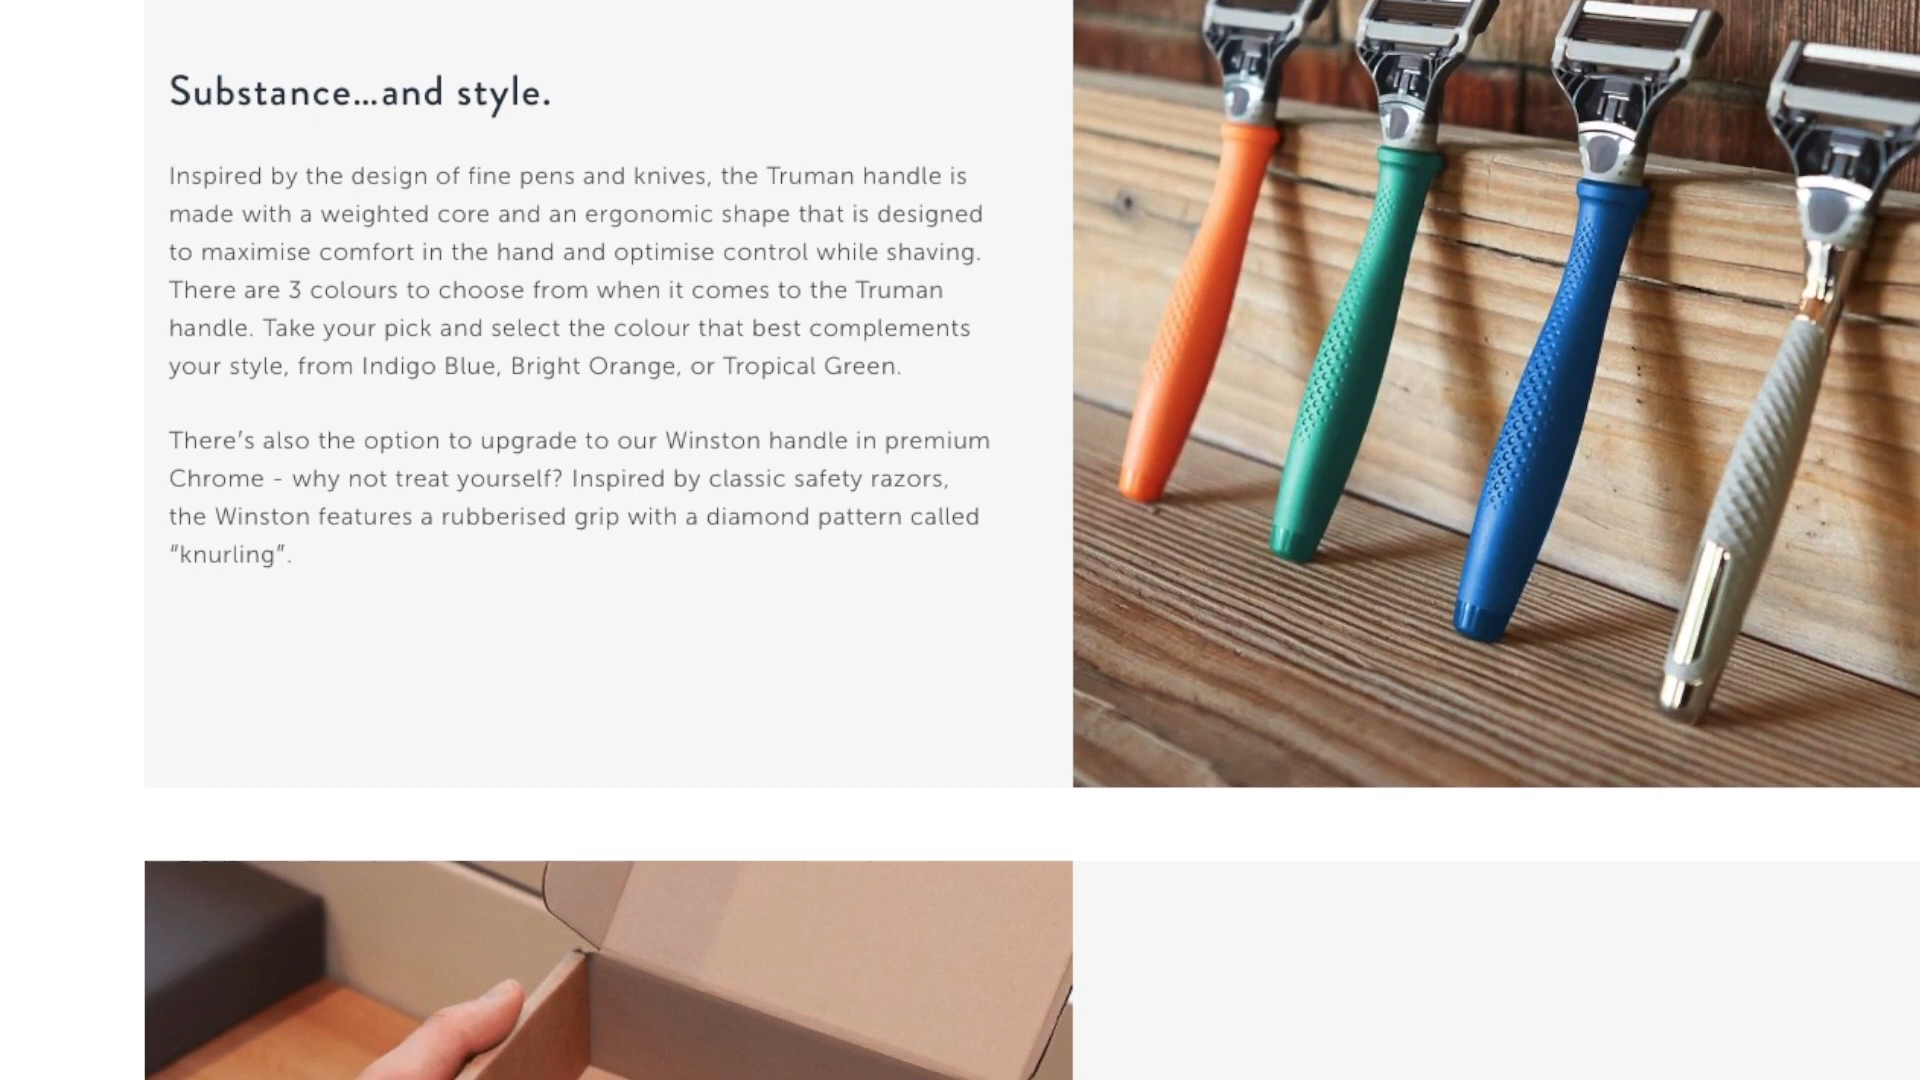 Substance...and style.
Inspired by the design of fine pens and knives, the Truman handle is
made with a weighted core and an ergonomic shape that is designed
to maximise comfort in the hand and optimise control while shaving.
There are 3 colours to choose from when it comes to the Truman
handle. Take your pick and select the colour that best complements
your style, from Indigo Blue, Bright Orange, or Tropical Green.
There’s also the option to upgrade to our Winston handle in premium
Chrome - why not treat yourself? Inspired by classic safety razors,
the Winston features a rubberised grip with a diamond pattern called
“knurling”.